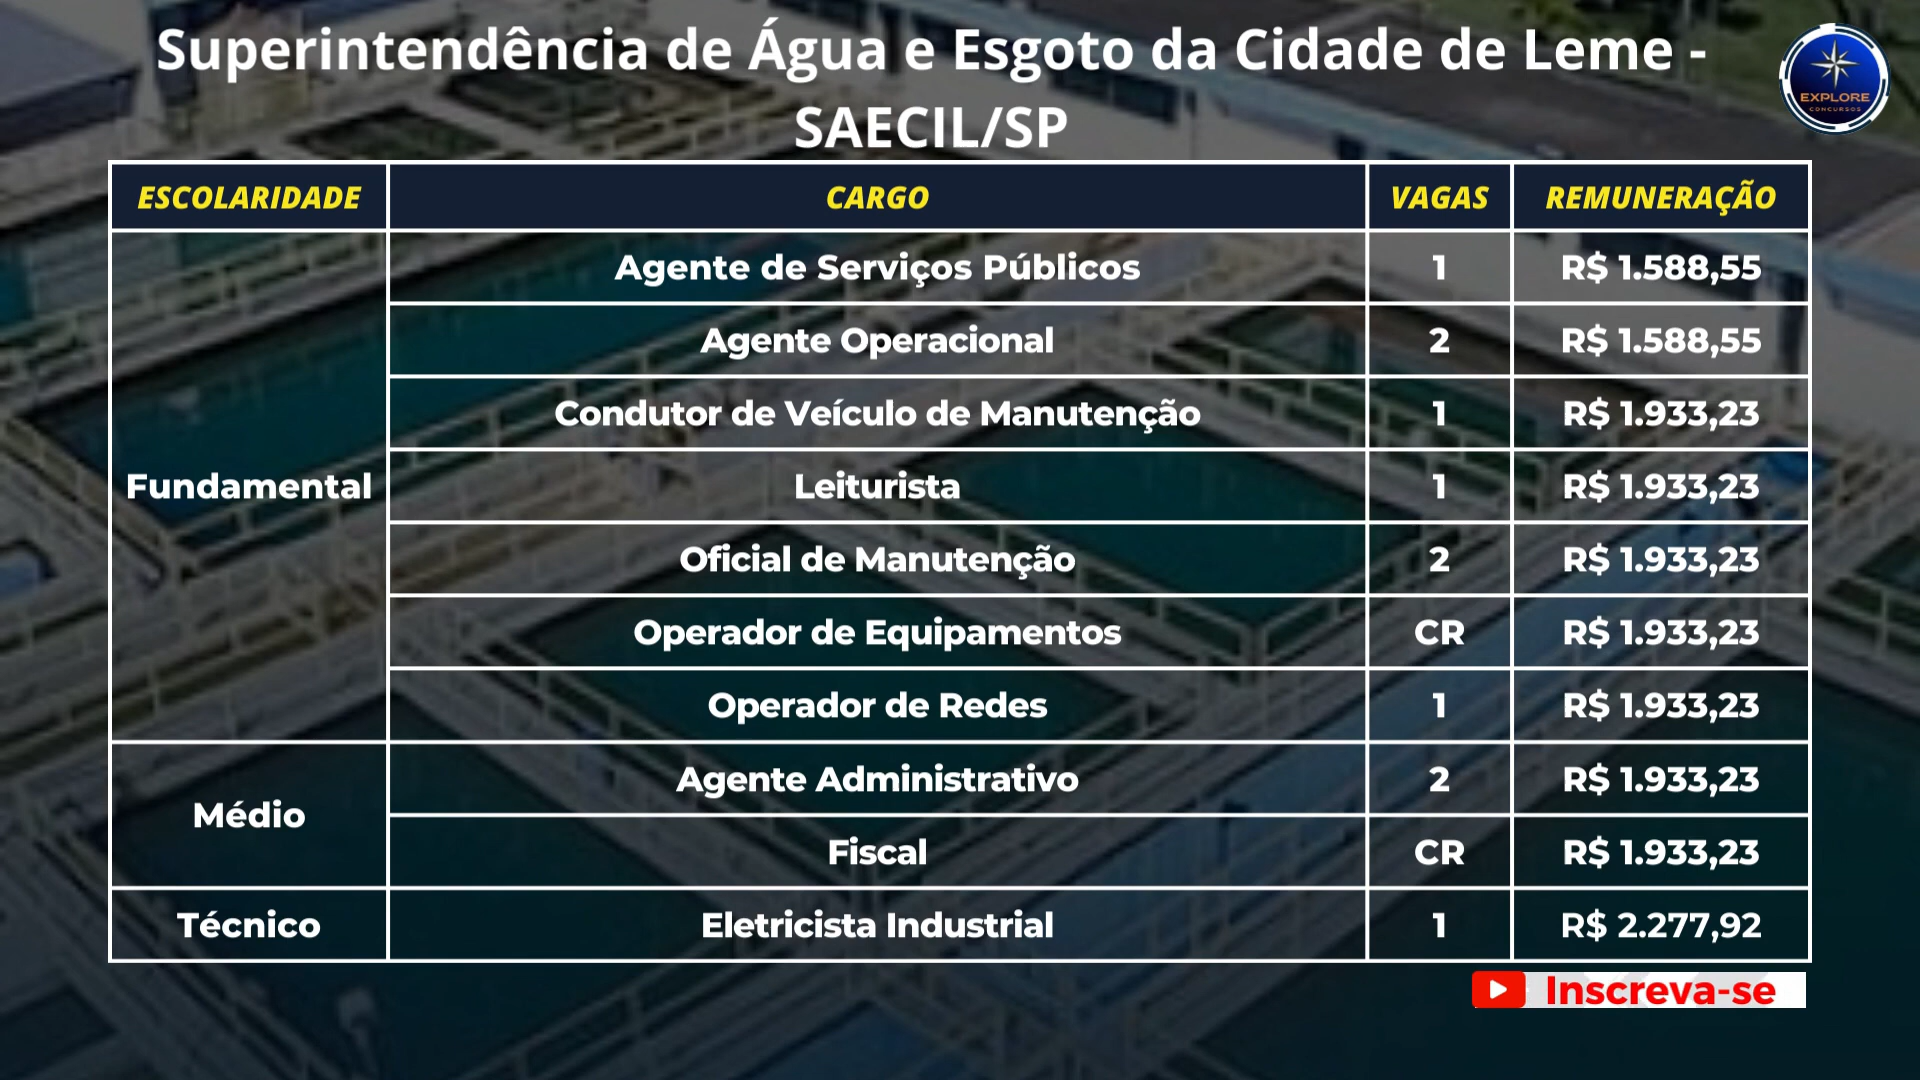 Superintendência de Água e Esgoto da Cidade de Leme -
SAECIL/SP
EXPLORE
CONCURSOS
ESCOLARIDADE CARGO VAGAS REMUNERAÇÃO
Fundamental
Agente de Serviços Públicos 1 R$ 1.588,55
Agente Operacional 2 R$ 1.588,55
Condutor de Veículo de Manutenção 1 R$ 1.933,23
Leiturista 1 R$ 1.933,23
Oficial de Manutenção 2 R$ 1.933,23
Operador de Equipamentos CR R$ 1.933,23
Operador de Redes 1 R$ 1.933,23
Médio
Agente Administrativo 2 R$ 1.933,23
Fiscal CR R$ 1.933,23
Técnico Eletricista Industrial 1 R$ 2.277,92
Inscreva-se